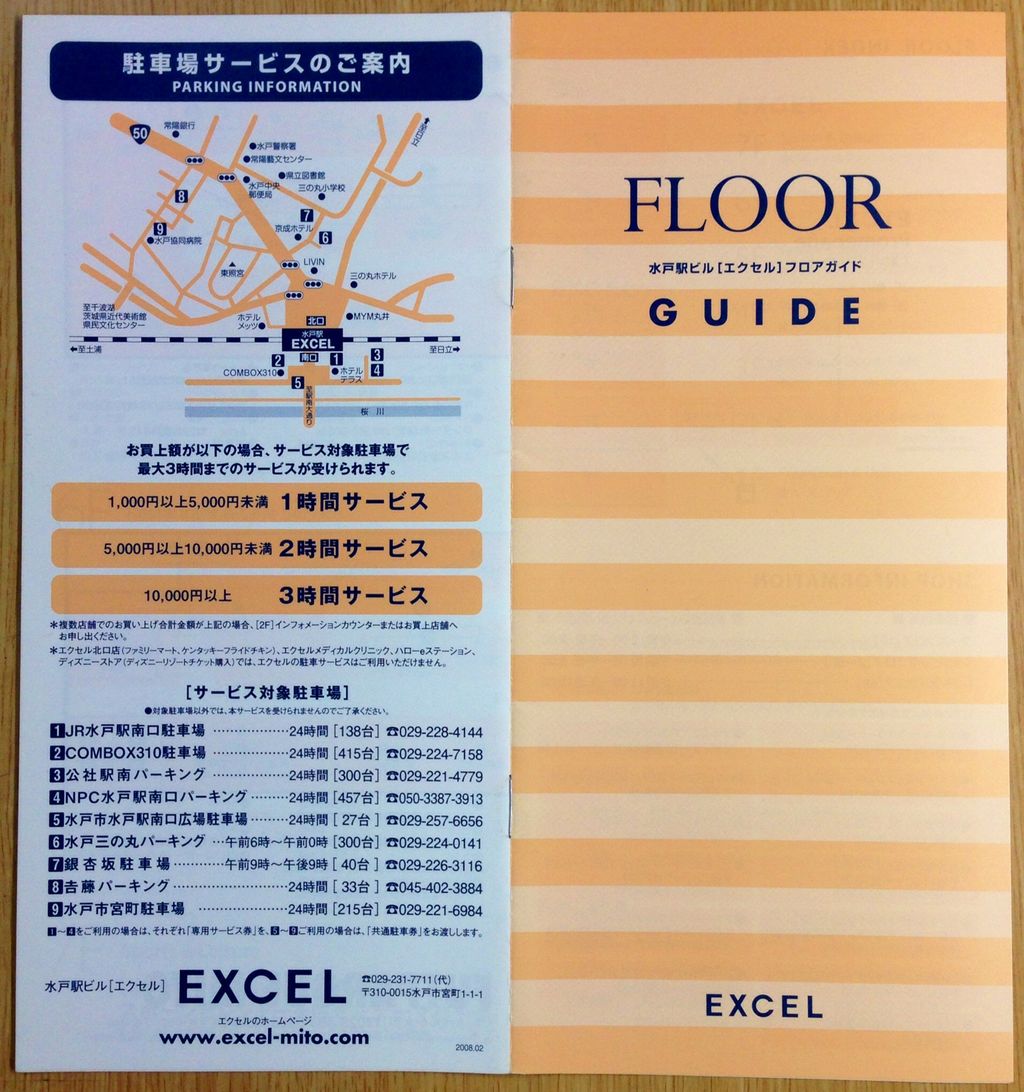 駐車場サービスのご案内
PARKING INFORMATION
50
常陽銀行
水戸警察署
常陽藝文センター
県立図書館
水戸中央
郵便局
三の丸小学校
8
7
9
水戸協同病院
京成ホテル
6
東照宮
LIVIN
三の丸ホテル
至千波湖
茨城県近代美術館
県民文化センター
ホテル
メッツ
北口
MYM丸井
水戸駅
EXCEL
←至土浦
至日立→
南口
2
1
3
4
COMBOX310
ホテル
テラス
5
至駅南大通り
桜 川
お買上額が以下の場合、サービス対象駐車場で
最大3時間までのサービスが受けられます。
1,000円以上5,000円未満 1時間サービス
5,000円以上10,000円未満 2時間サービス
10,000円以上 3時間サービス
*複数店舗でのお買い上げ合計金額が上記の場合、[2F]インフォメーションカウンターまたはお買上店舗へ
お申し出ください。
*エクセル北口店(ファミリーマート、ケンタッキーフライドチキン)、エクセルメディカルクリニック、ハローeステーション、
ディズニーストア(ディズニーリゾートチケット購入)では、エクセルの駐車サービスはご利用いただけません。
[サービス対象駐車場]
●対象駐車場以外では、本サービスを受けられませんのでご了承ください。
1JR水戸駅南口駐車場 ………………24時間 [138台] ☎029-228-4144
2COMBOX310駐車場 ………………24時間 [415台] ☎029-224-7158
3公社駅南パーキング ………………24時間 [300台] ☎029-221-4779
4NPC水戸駅南口パーキング………24時間 [457台] ☎050-3387-3913
5水戸市水戸駅南口広場駐車場………24時間 [ 27台 ] ☎029-257-6656
6水戸三の丸パーキング …午前6時〜午前0時 [300台] ☎029-224-0141
7銀杏坂駐車場…………午前9時〜午後9時 [ 40台 ] ☎029-226-3116
8吾藤パーキング………………………24時間 [ 33台 ] ☎045-402-3884
9水戸市宮町駐車場 …………………24時間 [215台] ☎029-221-6984
1〜4をご利用の場合は、それぞれ「専用サービス券」を、5〜9ご利用の場合は、「共通駐車券」をお渡しします。
水戸駅ビル[エクセル] EXCEL
☎029-231-7711(代)
〒310-0015水戸市宮町1-1-1
エクセルのホームページ
www.excel-mito.com
2008.02
FLOOR
水戸駅ビル[エクセル]フロアガイド
GUIDE
EXCEL